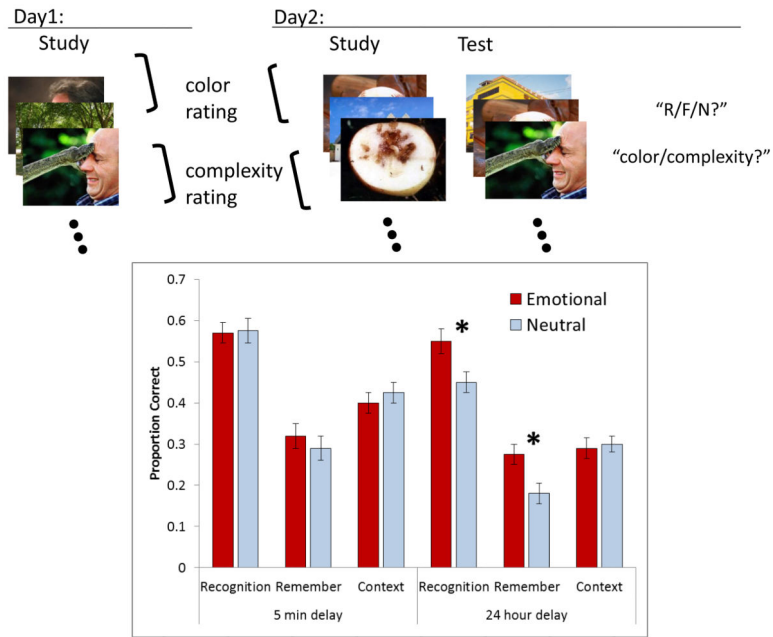 Day1:
Day2:
Study
Study
Test
color
rating
"R/F/N?"
complexity
rating
"color/complexity?"
0.7
0.6
0.5
0.4
0.3
0.2
0.1
0
Proportion Correct
Emotional
Neutral
*
*
Recognition Remember Context Recognition Remember Context
5 min delay 24 hour delay